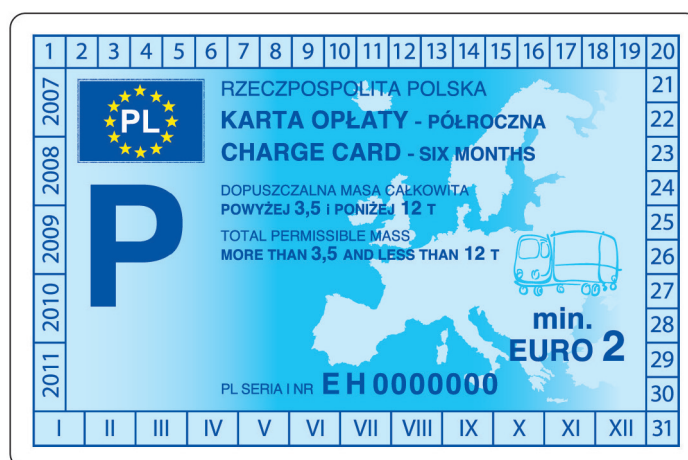 1 2 3 4 5 6 7 8 9 10 11 12 13 14 15 16 17 18 19 20
21
22
23
24
25
26
27
28
29
30
31
2007
2008
2009
2010
2011
PL
P
RZECZPOSPOLITA POLSKA
KARTA OPŁATY - PÓŁROCZNA
CHARGE CARD - SIX MONTHS
DOPUSZCZALNA MASA CAŁKOWITA
POWYŻEJ 3,5 i PONIŻEJ 12 T
TOTAL PERMISSIBLE MASS
MORE THAN 3,5 AND LESS THAN 12 T
min.
EURO 2
PL SERIA I NR EH0000000
I II III IV V VI VII VIII IX X XI XII